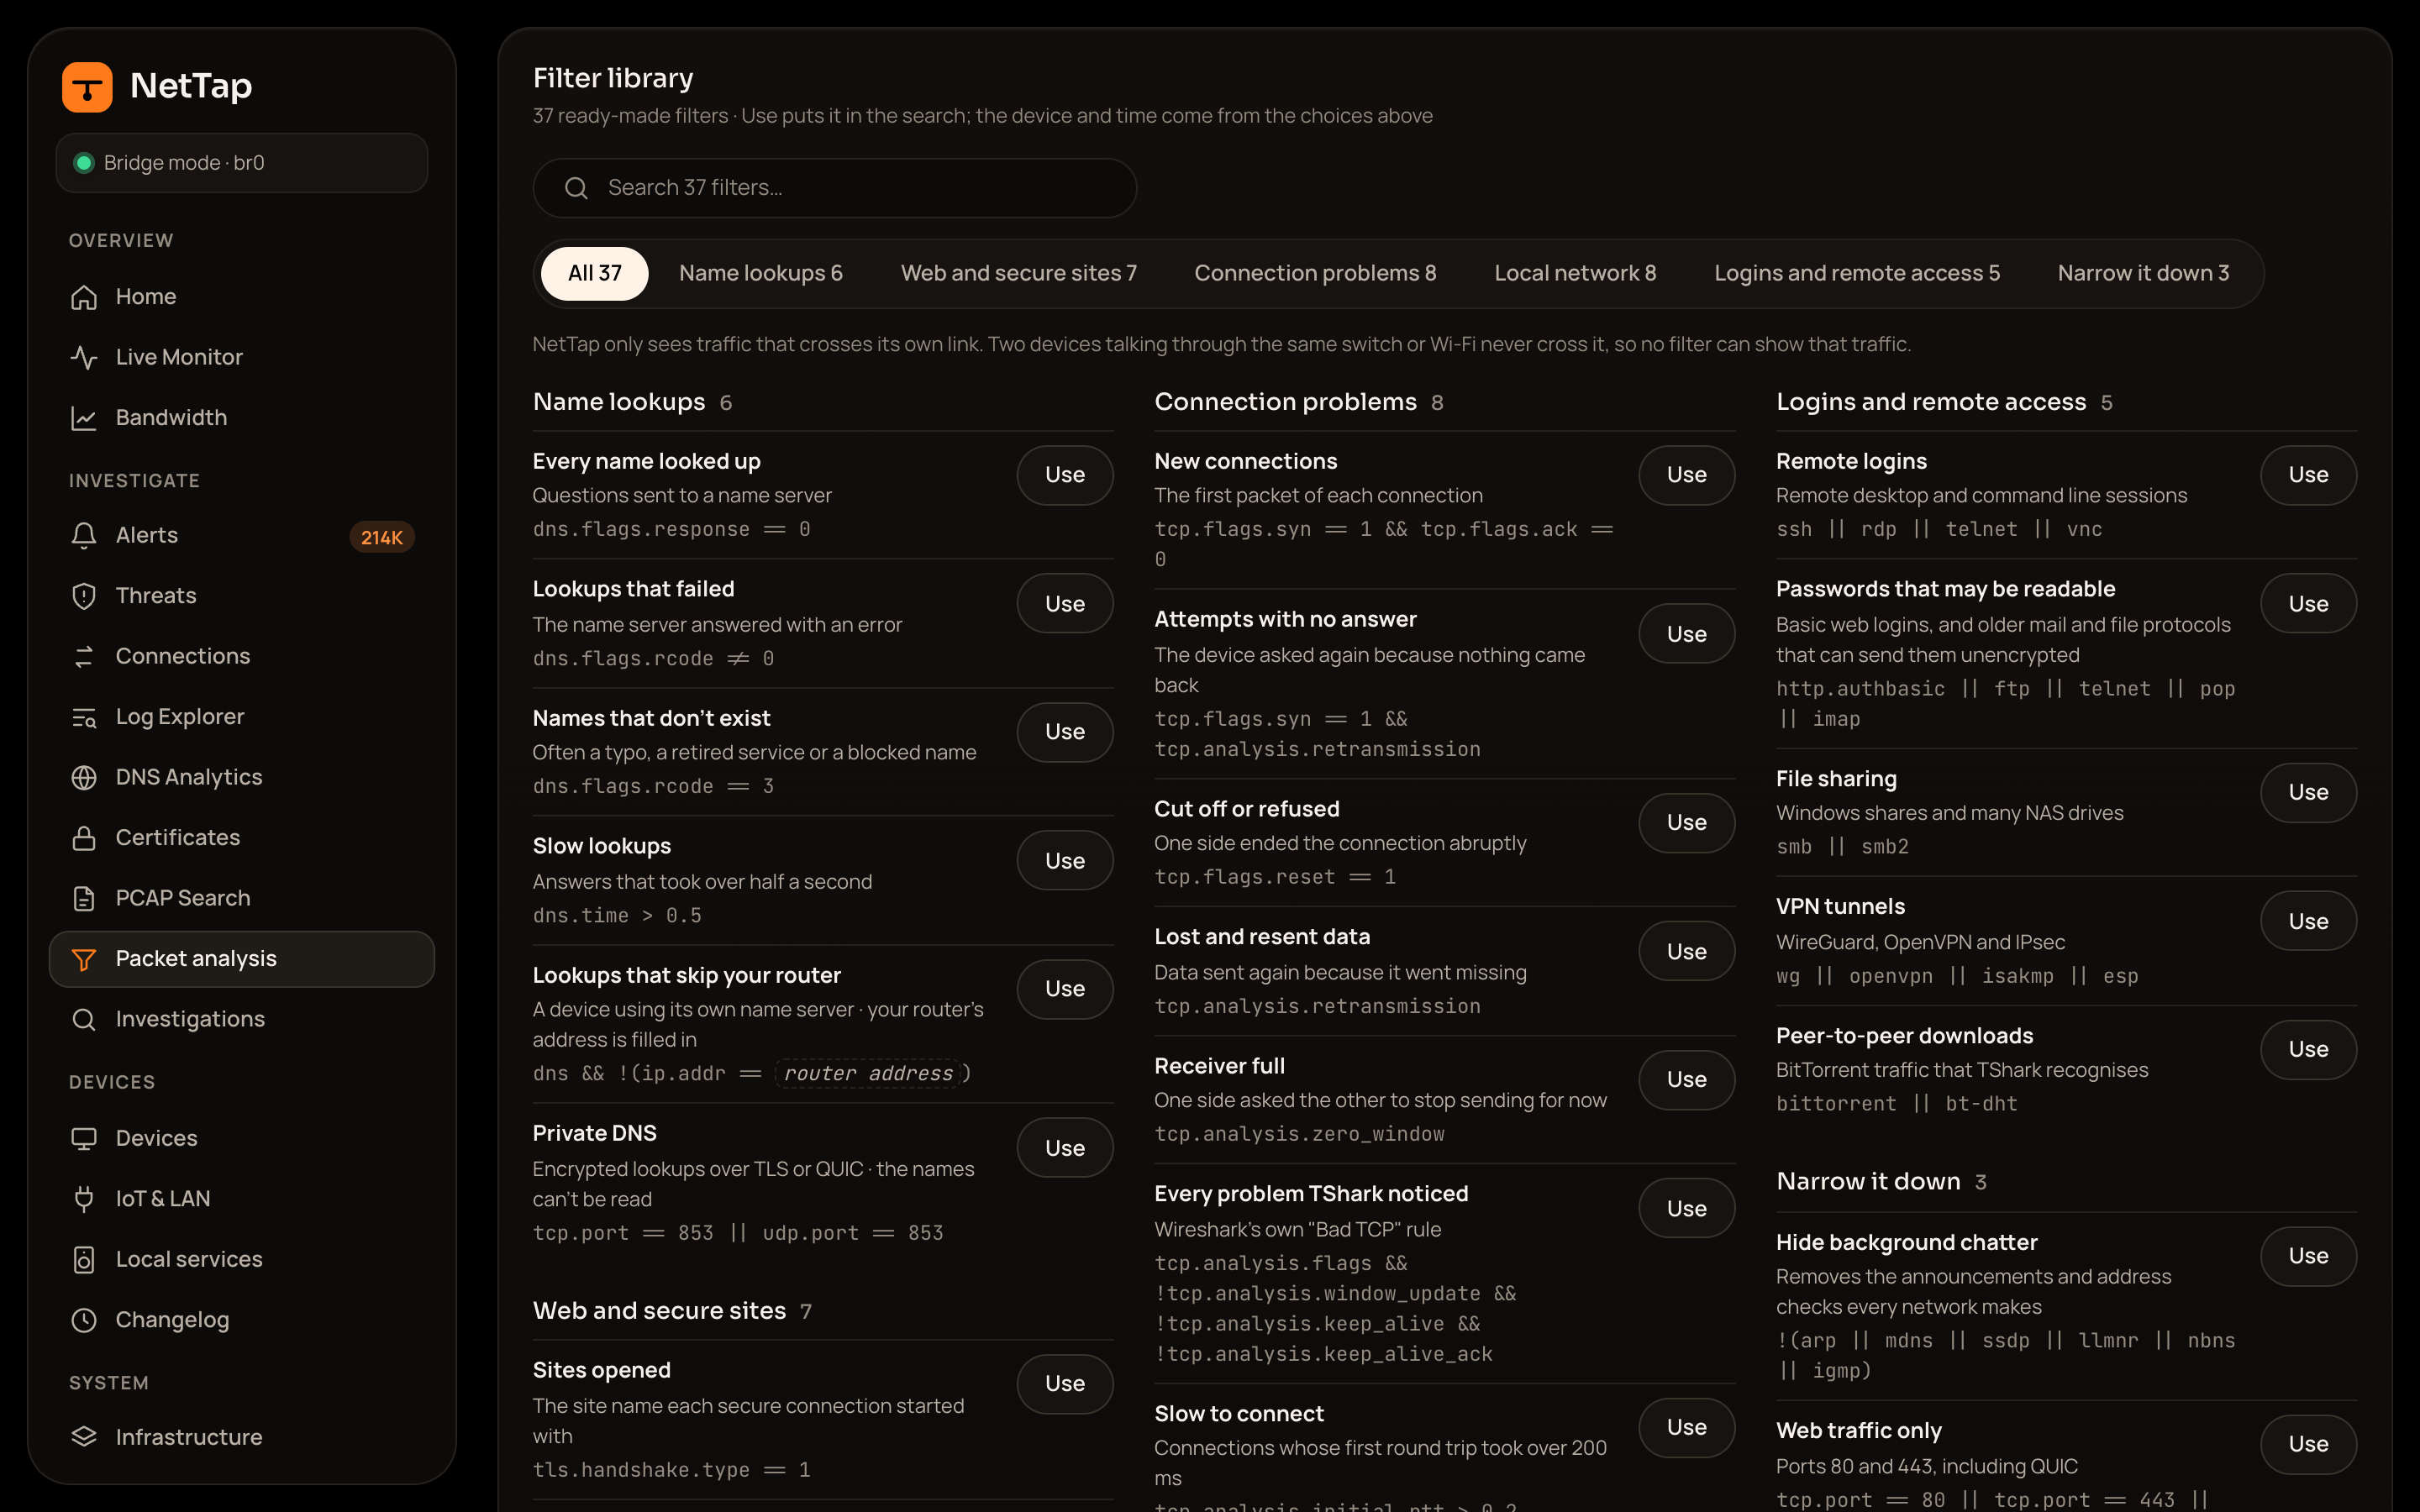 NetTap
Bridge mode · br0
OVERVIEW
Home
Live Monitor
Bandwidth
INVESTIGATE
Alerts 214K
Threats
Connections
Log Explorer
DNS Analytics
Certificates
PCAP Search
Packet analysis
Investigations
DEVICES
Devices
IoT & LAN
Local services
Changelog
SYSTEM
Infrastructure
Filter library
37 ready-made filters · Use puts it in the search; the device and time come from the choices above
Search 37 filters...
All 37 Name lookups 6 Web and secure sites 7 Connection problems 8 Local network 8 Logins and remote access 5 Narrow it down 3
NetTap only sees traffic that crosses its own link. Two devices talking through the same switch or Wi-Fi never cross it, so no filter can show that traffic.
Name lookups 6
Every name looked up Use
Questions sent to a name server
dns.flags.response == 0
Lookups that failed Use
The name server answered with an error
dns.flags.rcode != 0
Names that don't exist Use
Often a typo, a retired service or a blocked name
dns.flags.rcode == 3
Slow lookups Use
Answers that took over half a second
dns.time > 0.5
Lookups that skip your router Use
A device using its own name server · your router's
address is filled in
dns && !(ip.addr == router address)
Private DNS Use
Encrypted lookups over TLS or QUIC · the names
can't be read
tcp.port == 853 || udp.port == 853
Web and secure sites 7
Sites opened Use
The site name each secure connection started
with
tls.handshake.type == 1
Connection problems 8
New connections Use
The first packet of each connection
tcp.flags.syn == 1 && tcp.flags.ack ==
0
Attempts with no answer Use
The device asked again because nothing came
back
tcp.flags.syn == 1 &&
tcp.analysis.retransmission
Cut off or refused Use
One side ended the connection abruptly
tcp.flags.reset == 1
Lost and resent data Use
Data sent again because it went missing
tcp.analysis.retransmission
Receiver full Use
One side asked the other to stop sending for now
tcp.analysis.zero_window
Every problem TShark noticed Use
Wireshark's own "Bad TCP" rule
tcp.analysis.flags &&
!tcp.analysis.window_update &&
!tcp.analysis.keep_alive &&
!tcp.analysis.keep_alive_ack
Slow to connect Use
Connections whose first round trip took over 200
ms
tcp.analysis.initial_rtt > 0.2
Logins and remote access 5
Remote logins Use
Remote desktop and command line sessions
ssh || rdp || telnet || vnc
Passwords that may be readable Use
Basic web logins, and older mail and file protocols
that can send them unencrypted
http.authbasic || ftp || telnet || pop
|| imap
File sharing Use
Windows shares and many NAS drives
smb || smb2
VPN tunnels Use
WireGuard, OpenVPN and IPsec
wg || openvpn || isakmp || esp
Peer-to-peer downloads Use
BitTorrent traffic that TShark recognises
bittorrent || bt-dht
Narrow it down 3
Hide background chatter Use
Removes the announcements and address
checks every network makes
!(arp || mdns || ssdp || llmnr || nbns
|| igmp)
Web traffic only Use
Ports 80 and 443, including QUIC
tcp.port == 80 || tcp.port == 443 ||